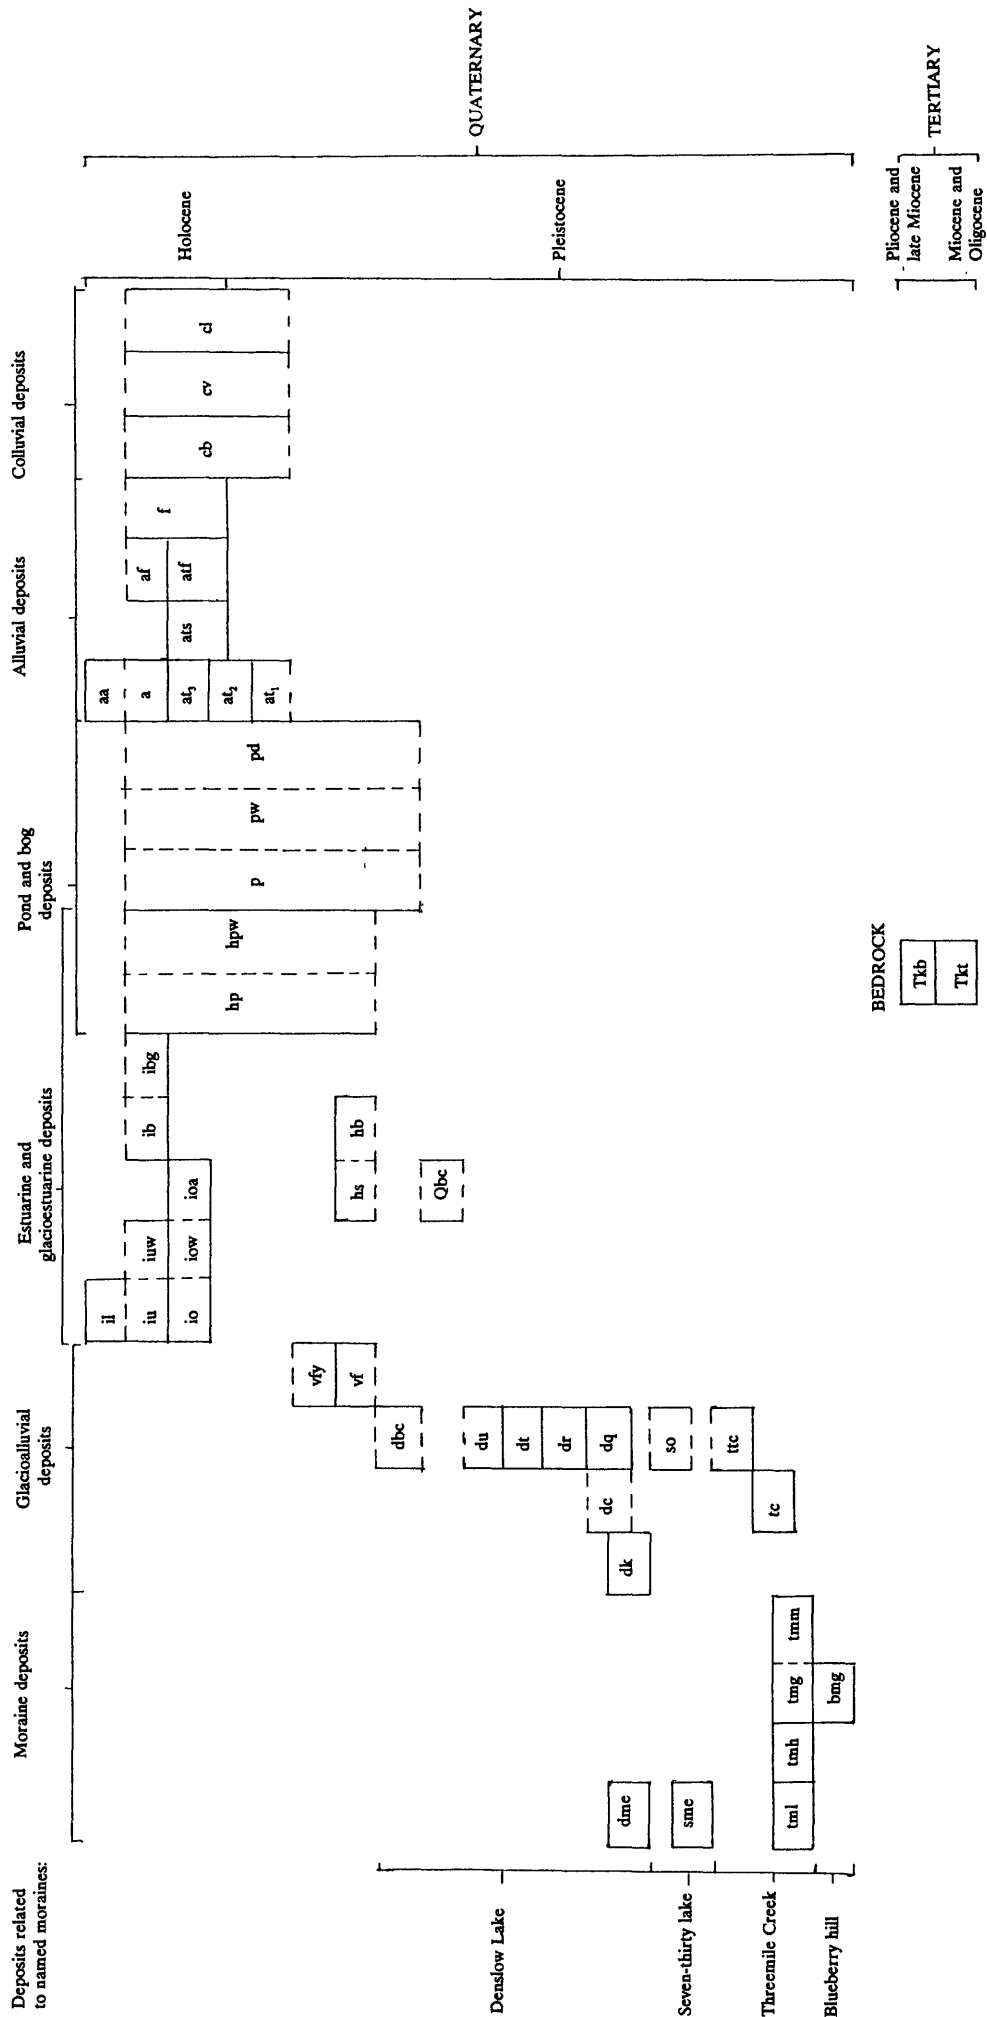 Deposits related
to named moraines:
Moraine deposits
Glacioalluvial
deposits
Estuarine and
glacioestuarine deposits
Pond and bog
deposits
Alluvial deposits
Colluvial deposits
il
aa
iu
iuw
ib
ibg
a
af
f
io
iow
ioa
at3
ats
atf
at2
at1
hp
hpw
p
pw
pd
cb
cv
cl
Holocene
vfy
vf
hs
hb
dbc
Qbc
du
dt
dr
dq
dc
dk
dme
Denslow Lake
so
sme
Seven-thirty lake
ttc
tc
tml
tmh
tmg
tmm
Threemile Creek
bmg
Blueberry hill
Pleistocene
QUATERNARY
BEDROCK
Tkb
Tkt
Pliocene and
late Miocene
Miocene and
Oligocene
TERTIARY